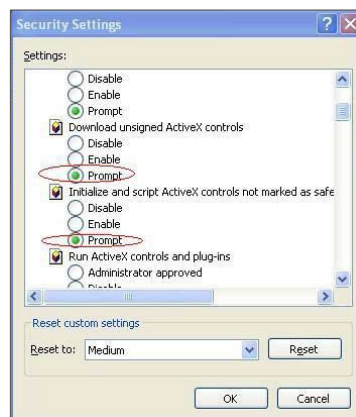 Security Settings
Settings:
Disable
Enable
Prompt
Download unsigned ActiveX controls
Disable
Enable
Prompt
Initialize and script ActiveX controls not marked as safe
Disable
Enable
Prompt
Run ActiveX controls and plug-ins
Administrator approved
Disable
Reset custom settings
Reset to: Medium Reset
OK Cancel